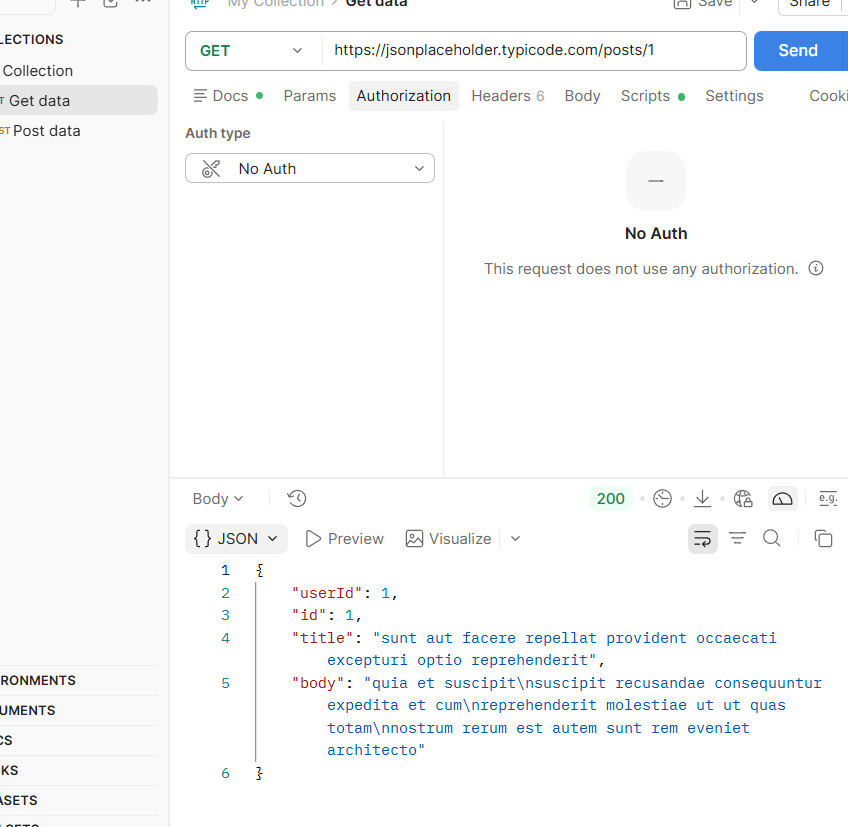 HTTP My Collection > Get data Save Share
LECTIONS
Collection
Get data
ST Post data
GET https://jsonplaceholder.typicode.com/posts/1 Send
Docs Params Authorization Headers 6 Body Scripts Settings Cooki
Auth type
No Auth
No Auth
This request does not use any authorization.
Body 200 e.g.
{} JSON Preview Visualize
1 {
2 "userId": 1,
3 "id": 1,
4 "title": "sunt aut facere repellat provident occaecati
excepturi optio reprehenderit",
5 "body": "quia et suscipit\nsuscipit recusandae consequuntur
expedita et cum\nreprehenderit molestiae ut ut quas
totam\nnostrum rerum est autem sunt rem eveniet
architecto"
6 }
RONMENTS
UMENTS
CS
KS
ASETS